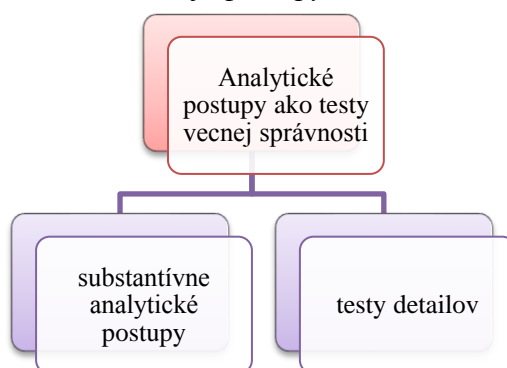 Analytické
postupy ako testy
vecnej správnosti
substantívne
analytické
postupy
testy detailov